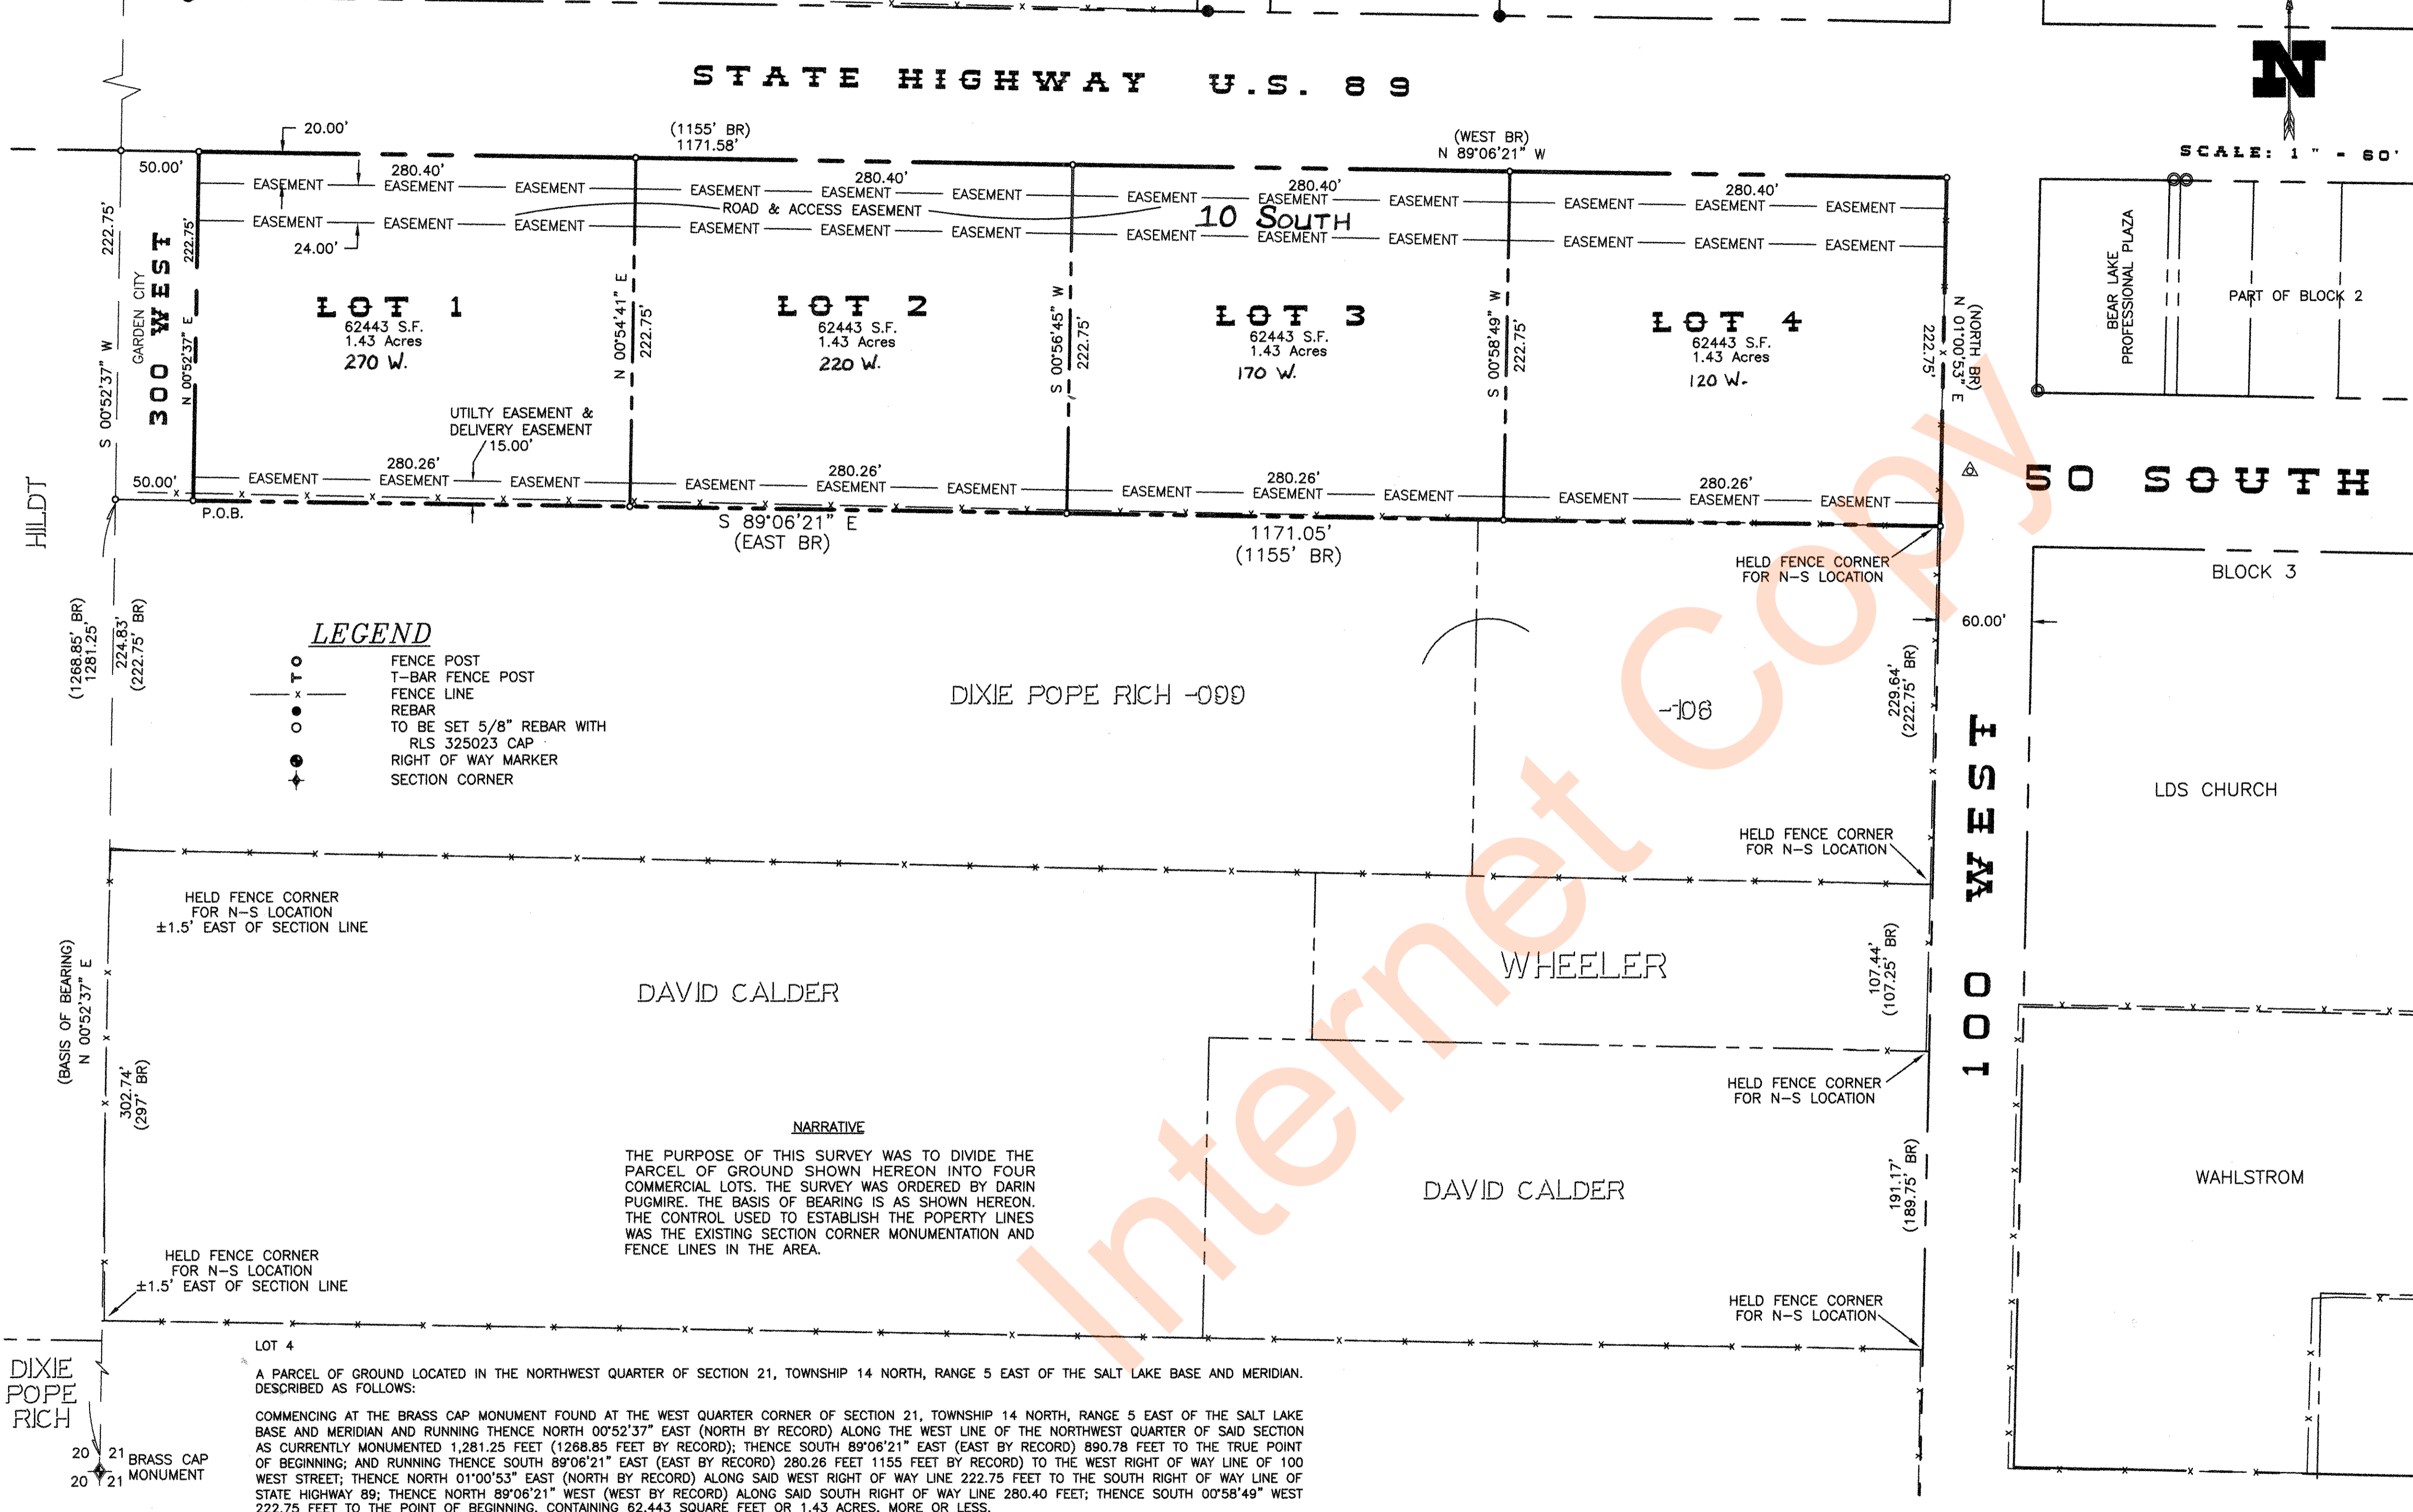 STATE HIGHWAY U.S. 89
N
SCALE: 1 " - 60'
20.00'
(1155' BR)
1171.58'
(WEST BR)
N 89°06'21" W
50.00'
280.40'
280.40'
280.40'
280.40'
EASEMENT EASEMENT EASEMENT EASEMENT EASEMENT EASEMENT EASEMENT EASEMENT EASEMENT EASEMENT EASEMENT EASEMENT
ROAD & ACCESS EASEMENT
10 SOUTH
EASEMENT EASEMENT EASEMENT EASEMENT EASEMENT EASEMENT EASEMENT EASEMENT EASEMENT EASEMENT EASEMENT EASEMENT
24.00'
222.75'
S 00°52'37" W
GARDEN CITY
300 WEST
222.75'
N 00°52'37" E
LOT 1
62443 S.F.
1.43 Acres
270 W.
N 00°54'41" E
222.75'
LOT 2
62443 S.F.
1.43 Acres
220 W.
S 00°56'45" W
222.75'
LOT 3
62443 S.F.
1.43 Acres
170 W.
S 00°58'49" W
222.75'
LOT 4
62443 S.F.
1.43 Acres
120 W.
222.75'
N 01°00'53" E
(NORTH BR)
BEAR LAKE
PROFESSIONAL PLAZA
PART OF BLOCK 2
UTILTY EASEMENT &
DELIVERY EASEMENT
15.00'
280.26'
280.26'
280.26'
280.26'
EASEMENT EASEMENT EASEMENT EASEMENT EASEMENT EASEMENT EASEMENT EASEMENT EASEMENT EASEMENT EASEMENT EASEMENT
50.00'
P.O.B.
S 89°06'21" E
(EAST BR)
1171.05'
(1155' BR)
50 SOUTH
HILDT
HELD FENCE CORNER
FOR N-S LOCATION
BLOCK 3
60.00'
(1268.85' BR)
1281.25'
224.83'
(222.75' BR)
LEGEND
FENCE POST
T-BAR FENCE POST
FENCE LINE
REBAR
TO BE SET 5/8" REBAR WITH
RLS 325023 CAP
RIGHT OF WAY MARKER
SECTION CORNER
DIXIE POPE RICH -099
-106
229.64'
(222.75' BR)
100 WEST
LDS CHURCH
HELD FENCE CORNER
FOR N-S LOCATION
HELD FENCE CORNER
FOR N-S LOCATION
±1.5' EAST OF SECTION LINE
(BASIS OF BEARING)
N 00°52'37" E
302.74'
(297' BR)
DAVID CALDER
WHEELER
107.44'
(107.25' BR)
HELD FENCE CORNER
FOR N-S LOCATION
NARRATIVE
THE PURPOSE OF THIS SURVEY WAS TO DIVIDE THE
PARCEL OF GROUND SHOWN HEREON INTO FOUR
COMMERCIAL LOTS. THE SURVEY WAS ORDERED BY DARIN
PUGMIRE. THE BASIS OF BEARING IS AS SHOWN HEREON.
THE CONTROL USED TO ESTABLISH THE POPERTY LINES
WAS THE EXISTING SECTION CORNER MONUMENTATION AND
FENCE LINES IN THE AREA.
DAVID CALDER
191.17'
(189.75' BR)
WAHLSTROM
HELD FENCE CORNER
FOR N-S LOCATION
±1.5' EAST OF SECTION LINE
HELD FENCE CORNER
FOR N-S LOCATION
Internet Copy
DIXIE
POPE
RICH
20 21
20 21
BRASS CAP
MONUMENT
LOT 4
A PARCEL OF GROUND LOCATED IN THE NORTHWEST QUARTER OF SECTION 21, TOWNSHIP 14 NORTH, RANGE 5 EAST OF THE SALT LAKE BASE AND MERIDIAN.
DESCRIBED AS FOLLOWS:
COMMENCING AT THE BRASS CAP MONUMENT FOUND AT THE WEST QUARTER CORNER OF SECTION 21, TOWNSHIP 14 NORTH, RANGE 5 EAST OF THE SALT LAKE
BASE AND MERIDIAN AND RUNNING THENCE NORTH 00°52'37" EAST (NORTH BY RECORD) ALONG THE WEST LINE OF THE NORTHWEST QUARTER OF SAID SECTION
AS CURRENTLY MONUMENTED 1,281.25 FEET (1268.85 FEET BY RECORD); THENCE SOUTH 89°06'21" EAST (EAST BY RECORD) 890.78 FEET TO THE TRUE POINT
OF BEGINNING; AND RUNNING THENCE SOUTH 89°06'21" EAST (EAST BY RECORD) 280.26 FEET 1155 FEET BY RECORD) TO THE WEST RIGHT OF WAY LINE OF 100
WEST STREET; THENCE NORTH 01°00'53" EAST (NORTH BY RECORD) ALONG SAID WEST RIGHT OF WAY LINE 222.75 FEET TO THE SOUTH RIGHT OF WAY LINE OF
STATE HIGHWAY 89; THENCE NORTH 89°06'21" WEST (WEST BY RECORD) ALONG SAID SOUTH RIGHT OF WAY LINE 280.40 FEET; THENCE SOUTH 00°58'49" WEST
222.75 FEET TO THE POINT OF BEGINNING. CONTAINING 62,443 SQUARE FEET OR 1.43 ACRES, MORE OR LESS.